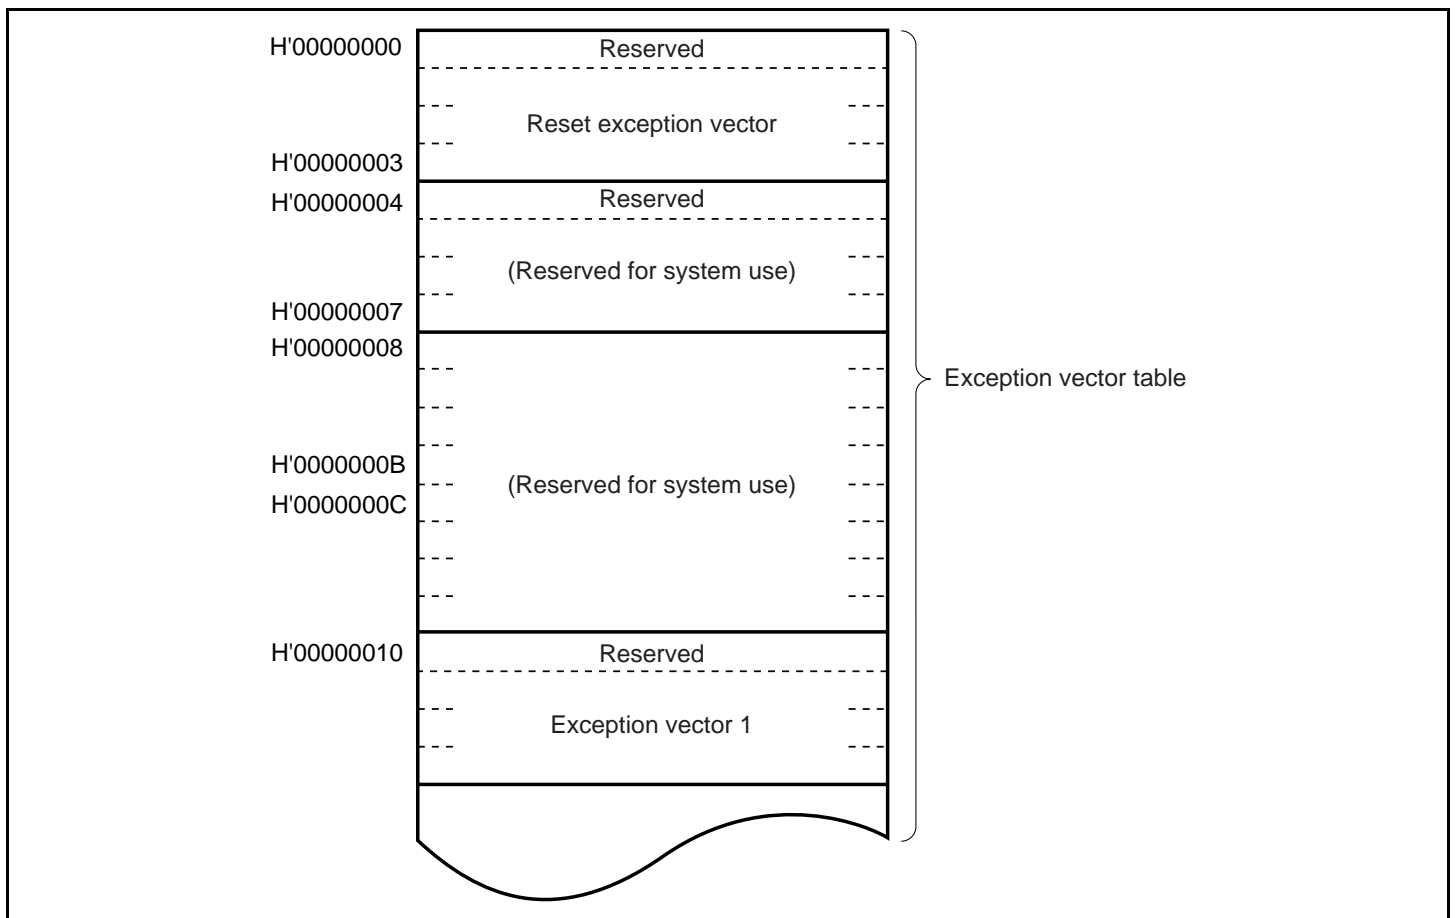 H'00000000 Reserved
Reset exception vector
H'00000003
H'00000004 Reserved
(Reserved for system use)
H'00000007
H'00000008
Exception vector table
H'0000000B
(Reserved for system use)
H'0000000C
H'00000010 Reserved
Exception vector 1